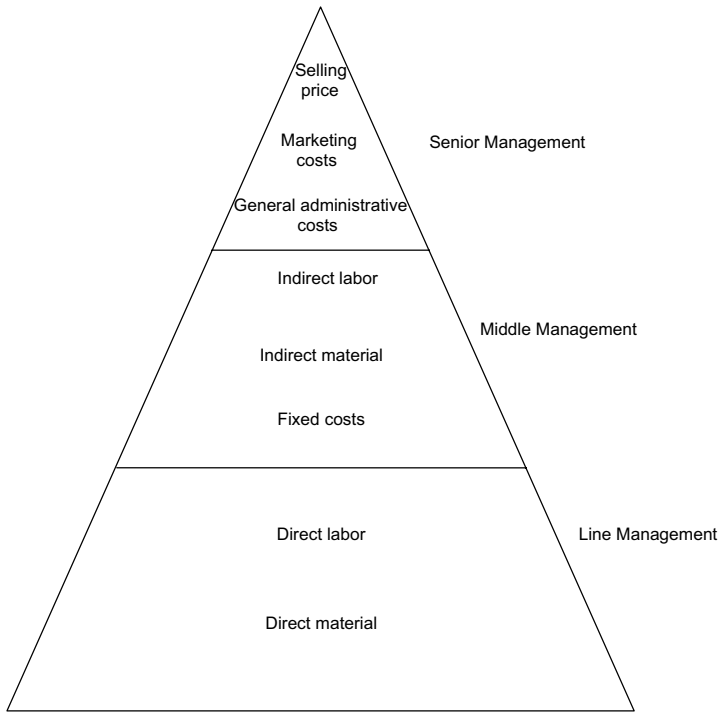 Selling
price
Marketing
costs
Senior Management
General administrative
costs
Indirect labor
Middle Management
Indirect material
Fixed costs
Direct labor
Line Management
Direct material